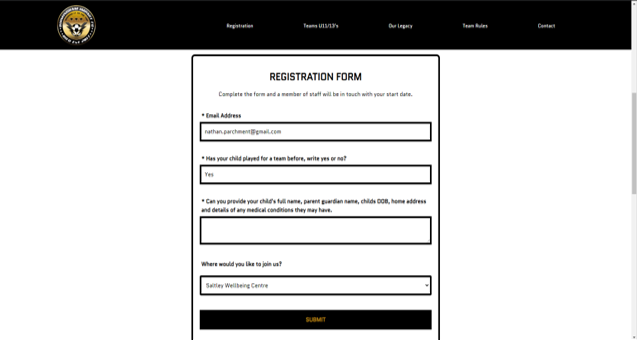 Registration
Teams U11/13's
Our Legacy
Team Rules
Contact
REGISTRATION FORM
Complete the form and a member of staff will be in touch with your start date.
* Email Address
nathan.parchment@gmail.com
* Has your child played for a team before, write yes or no?
Yes
* Can you provide your child's full name, parent guardian name, childs DOB, home address
and details of any medical conditions they may have.
Where would you like to join us?
Saltley Wellbeing Centre
SUBMIT